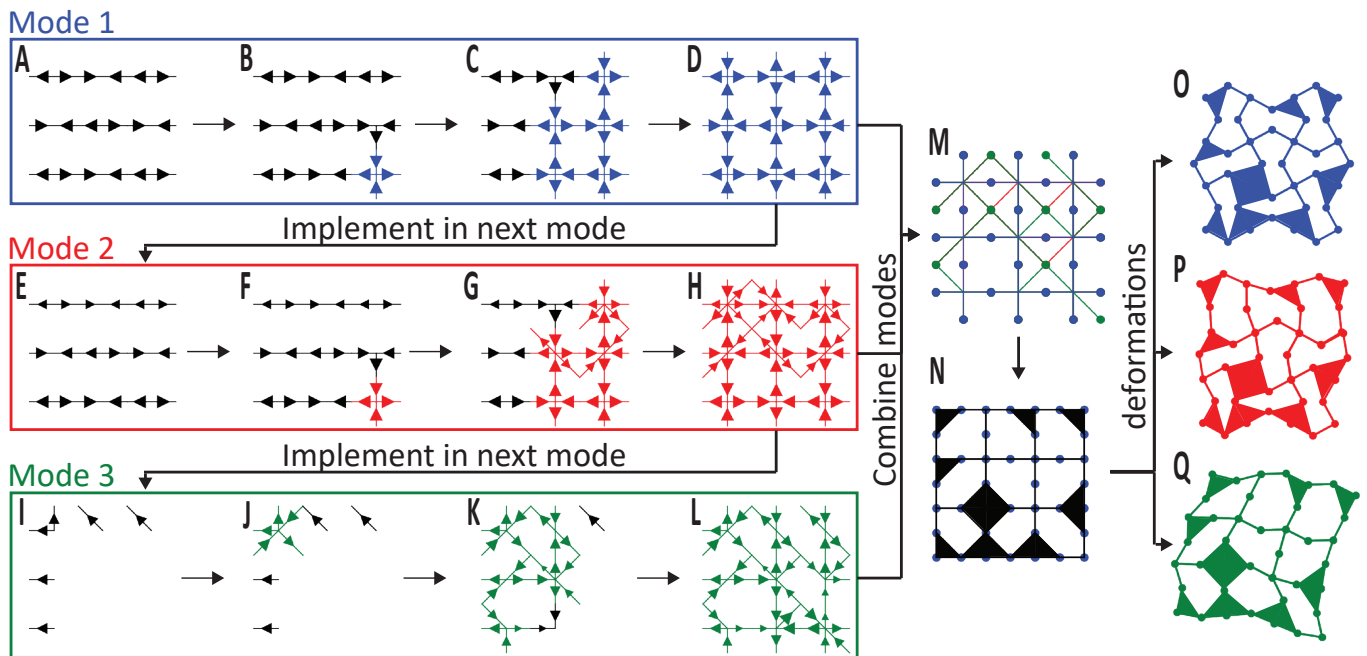 Mode 1
A
B
C
D
Implement in next mode
Mode 2
E
F
G
H
Implement in next mode
Mode 3
I
J
K
L
Combine modes
M
N
deformations
O
P
Q